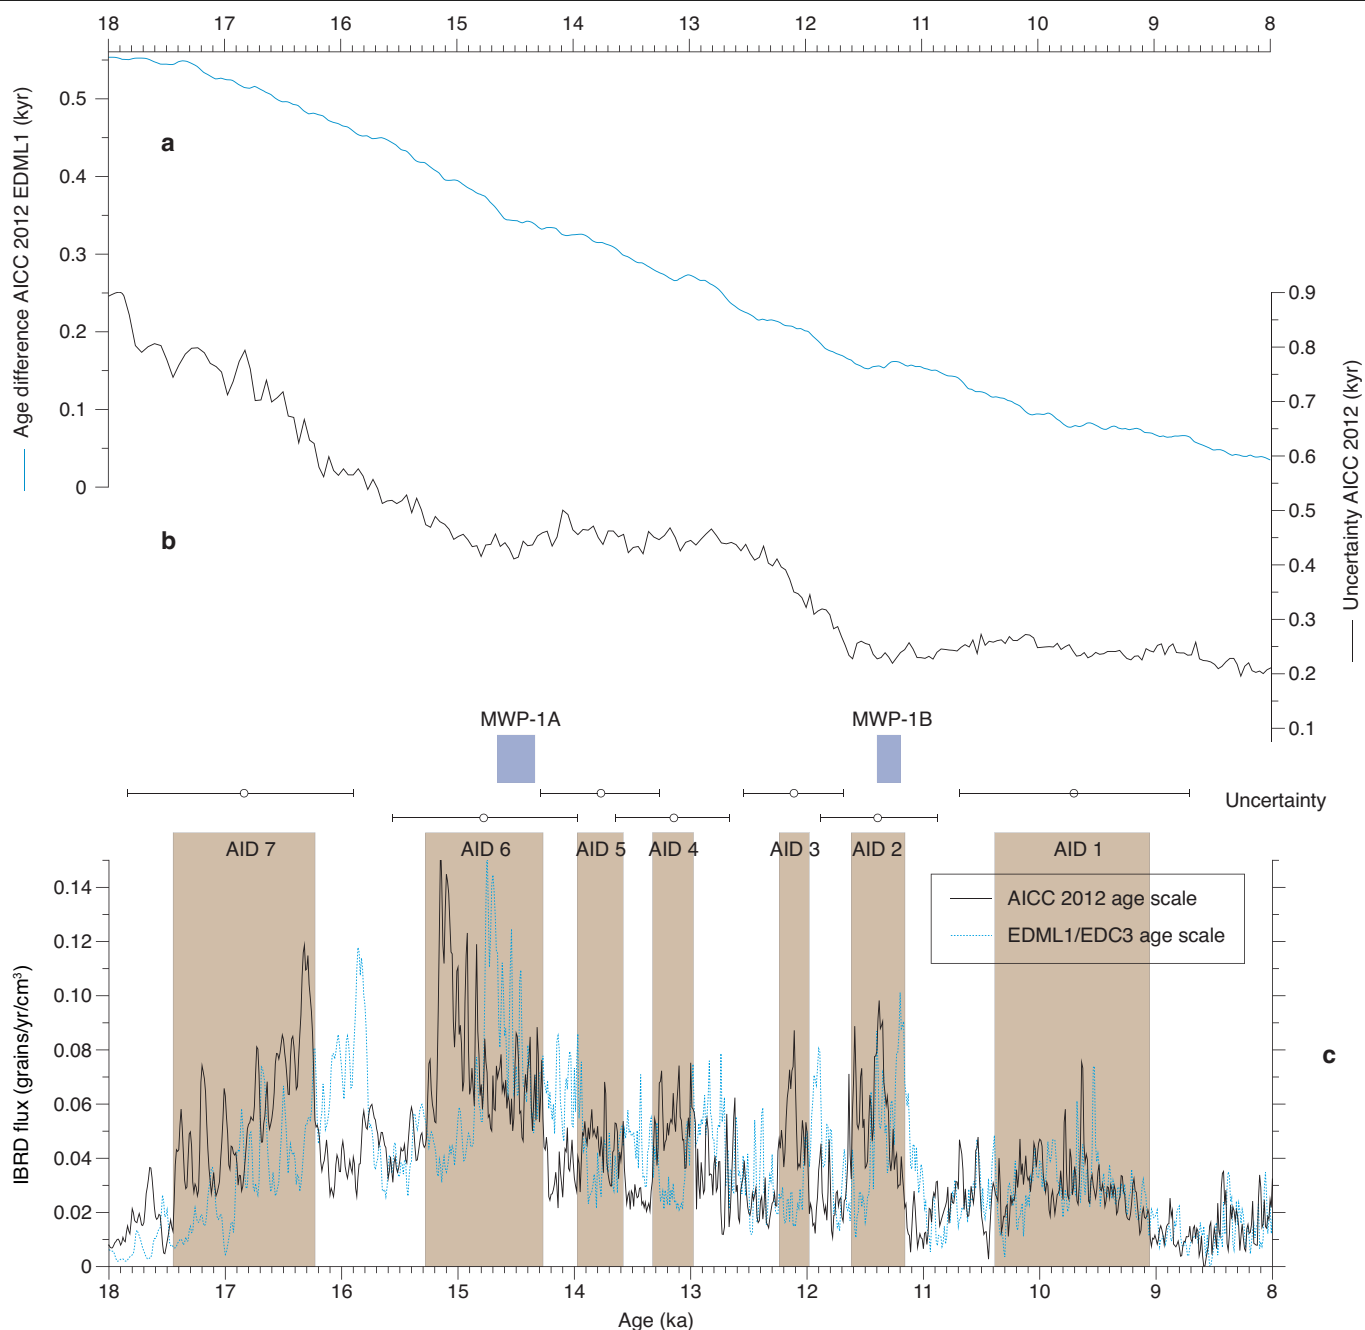 18 17 16 15 14 13 12 11 10 9 8
Age difference AICC 2012 EDML1 (kyr)
0.5
0.4
0.3
0.2
0.1
0
a
b
0.9
0.8
0.7
0.6
0.5
0.4
0.3
0.2
0.1
Uncertainty AICC 2012 (kyr)
MWP-1A MWP-1B
Uncertainty
AID 7 AID 6 AID 5 AID 4 AID 3 AID 2 AID 1
AICC 2012 age scale
EDML1/EDC3 age scale
c
IBRD flux (grains/yr/cm³)
0.14
0.12
0.10
0.08
0.06
0.04
0.02
0
18 17 16 15 14 13 12 11 10 9 8
Age (ka)